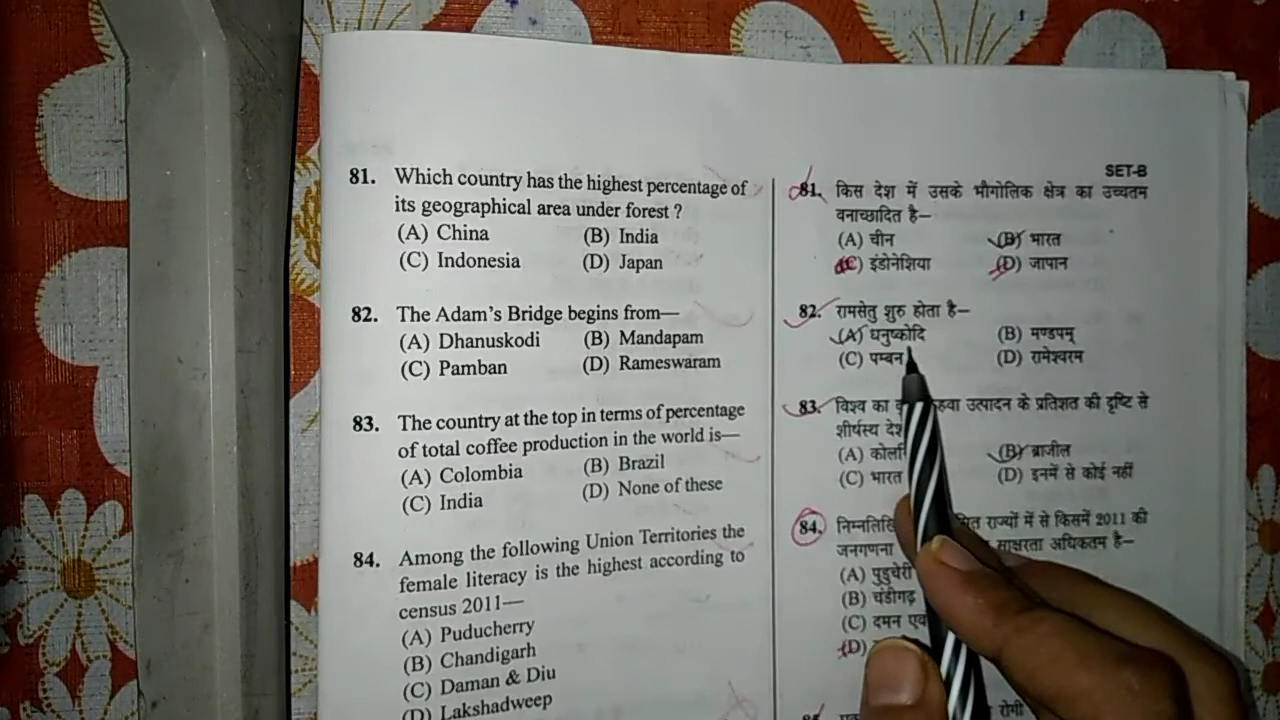 81. Which country has the highest percentage of
its geographical area under forest ?
(A) China (B) India
(C) Indonesia (D) Japan
82. The Adam's Bridge begins from—
(A) Dhanuskodi (B) Mandapam
(C) Pamban (D) Rameswaram
83. The country at the top in terms of percentage
of total coffee production in the world is—
(A) Colombia (B) Brazil
(C) India (D) None of these
84. Among the following Union Territories the
female literacy is the highest according to
census 2011—
(A) Puducherry
(B) Chandigarh
(C) Daman & Diu
(D) Lakshadweep
SET-B
81. किस देश में उसके भौगोलिक क्षेत्र का उच्चतम
वनाच्छादित है—
(A) चीन (B) भारत
(C) इंडोनेशिया (D) जापान
82. रामसेतु शुरु होता है—
(A) धनुष्कोदि (B) मण्डपम्
(C) पम्बन (D) रामेश्वरम
83. विश्व का हवा उत्पादन के प्रतिशत की दृष्टि से
शीर्षस्थ देश
(A) (B) ब्राजील
(C) भारत (D) इनमें से कोई नहीं
84. राज्यों में से किसमें 2011 की
जनगणना साक्षरता अधिकतम है—
(A) पुडुचेरी
(B) चंडीगढ़
(C) दमन एव
(D)
रोगी